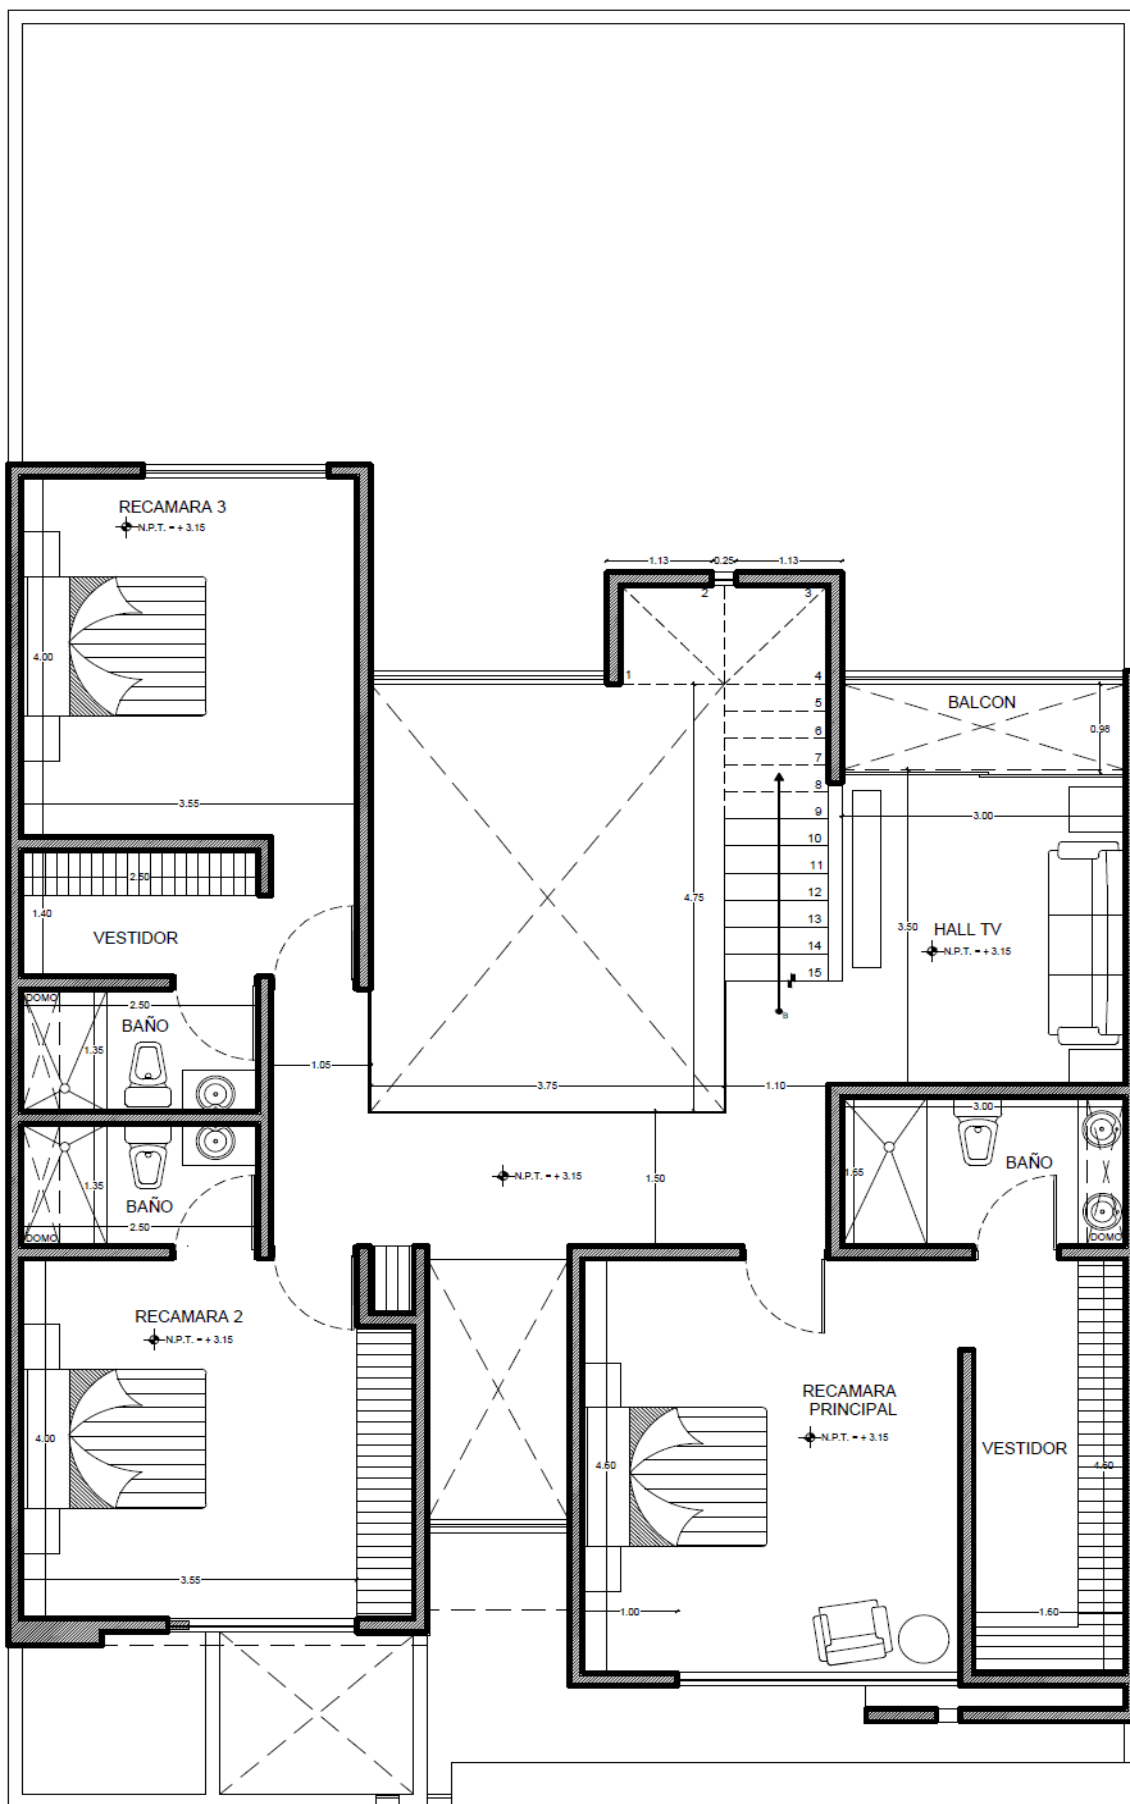 RECAMARA 3
N.P.T. = + 3.15
4.00
3.55
1.13
0.25
1.13
2
3
1
4
5
6
7
8
9
10
11
12
13
14
15
B
BALCON
0.98
3.00
4.75
3.50
HALL TV
N.P.T. = + 3.15
2.50
1.40
VESTIDOR
DOMO
2.50
BAÑO
1.35
1.05
3.75
1.10
3.00
1.35
BAÑO
2.50
DOMO
N.P.T. = + 3.15
1.50
1.65
BAÑO
DOMO
RECAMARA 2
N.P.T. = + 3.15
4.00
3.55
RECAMARA
PRINCIPAL
N.P.T. = + 3.15
4.60
VESTIDOR
4.60
1.00
1.60